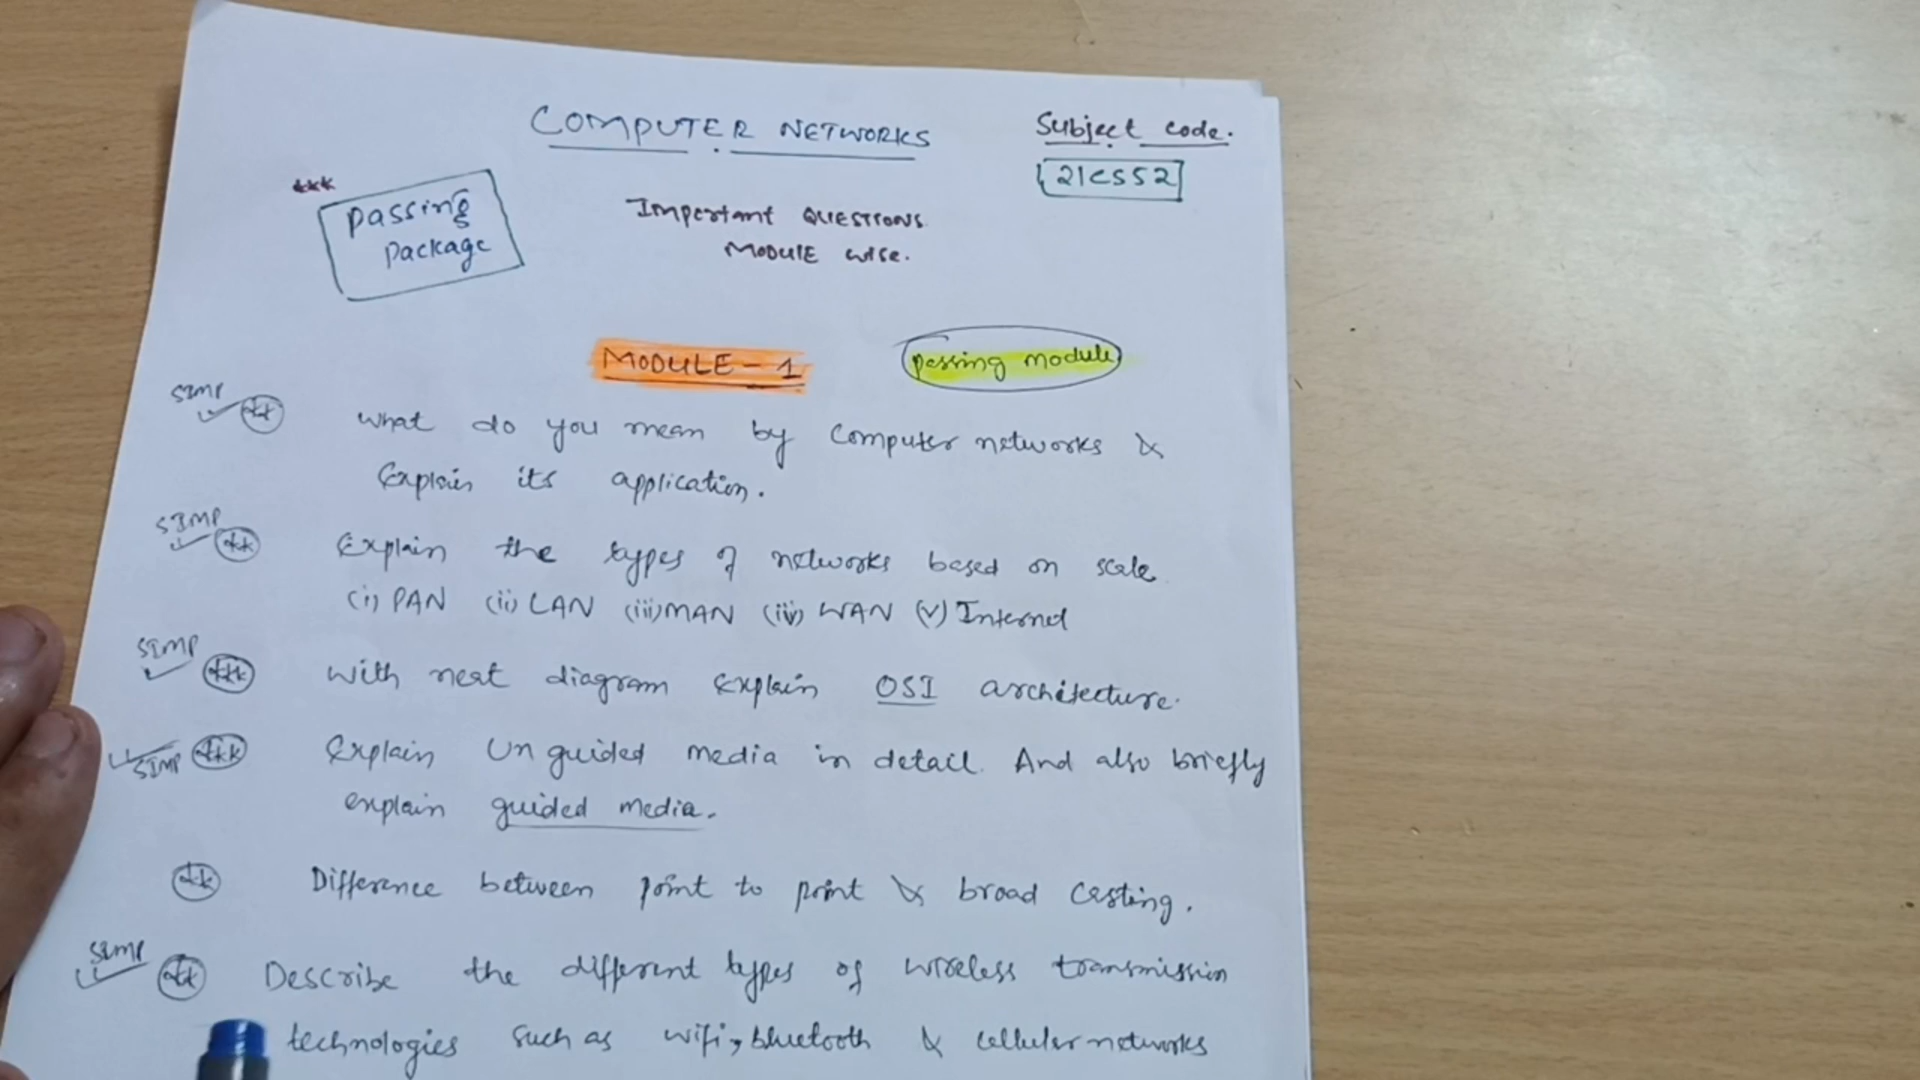 COMPUTER NETWORKS
Subject code.
21CS52
***
Passing
Package
Important QUESTIONS
MODULE wise.
MODULE - 1
passing module
SIMP
**
What do you mean by Computer networks &
Explain its application.
SIMP
**
Explain the types of networks based on scale
(i) PAN (ii) LAN (iii) MAN (iv) WAN (v) Internet
SIMP
***
With neat diagram explain OSI architecture.
SIMP
***
Explain Unguided media in detail. And also briefly
explain guided media.
**
Difference between point to point & broad casting.
SIMP
**
Describe the different types of wireless transmission
technologies such as wifi, bluetooth & cellular networks